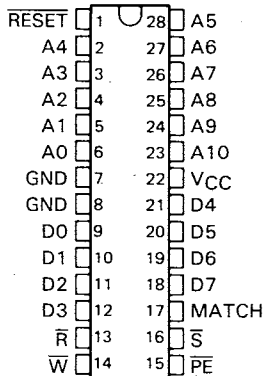 R̅E̅S̅E̅T̅ 1 28 A5
A4 2 27 A6
A3 3 26 A7
A2 4 25 A8
A1 5 24 A9
A0 6 23 A10
GND 7 22 VCC
GND 8 21 D4
D0 9 20 D5
D1 10 19 D6
D2 11 18 D7
D3 12 17 MATCH
R̅ 13 16 S̅
W̅ 14 15 P̅E̅